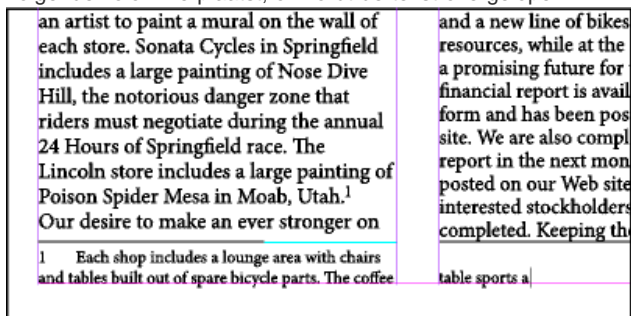 an artist to paint a mural on the wall of
each store. Sonata Cycles in Springfield
includes a large painting of Nose Dive
Hill, the notorious danger zone that
riders must negotiate during the annual
24 Hours of Springfield race. The
Lincoln store includes a large painting of
Poison Spider Mesa in Moab, Utah.1
Our desire to make an ever stronger on
1 Each shop includes a lounge area with chairs
and tables built out of spare bicycle parts. The coffee
and a new line of bikes
resources, while at the
a promising future for
financial report is avail
form and has been pos
site. We are also compl
report in the next mon
posted on our Web site
interested stockholders
completed. Keeping the
table sports a